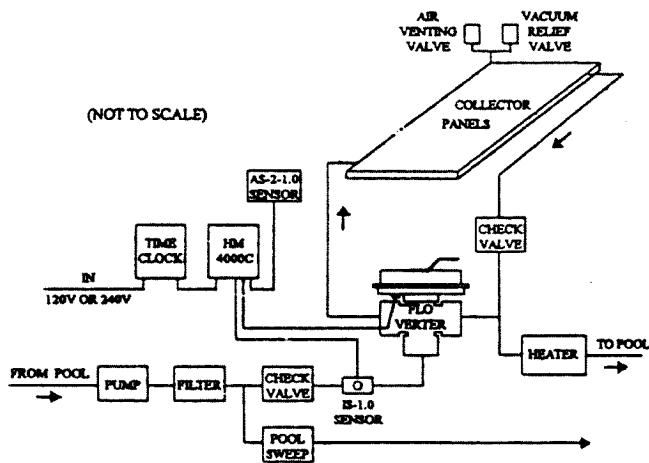 AIR
VENTING
VALVE
VACUUM
RELIEF
VALVE
(NOT TO SCALE)
COLLECTOR
PANELS
AS-2-1.0
SENSOR
TIME
CLOCK
HM
4000C
CHECK
VALVE
IN
120V OR 240V
FLO
VERTER
HEATER
TO POOL
FROM POOL
PUMP
FILTER
CHECK
VALVE
IS-1.0
SENSOR
POOL
SWEEP